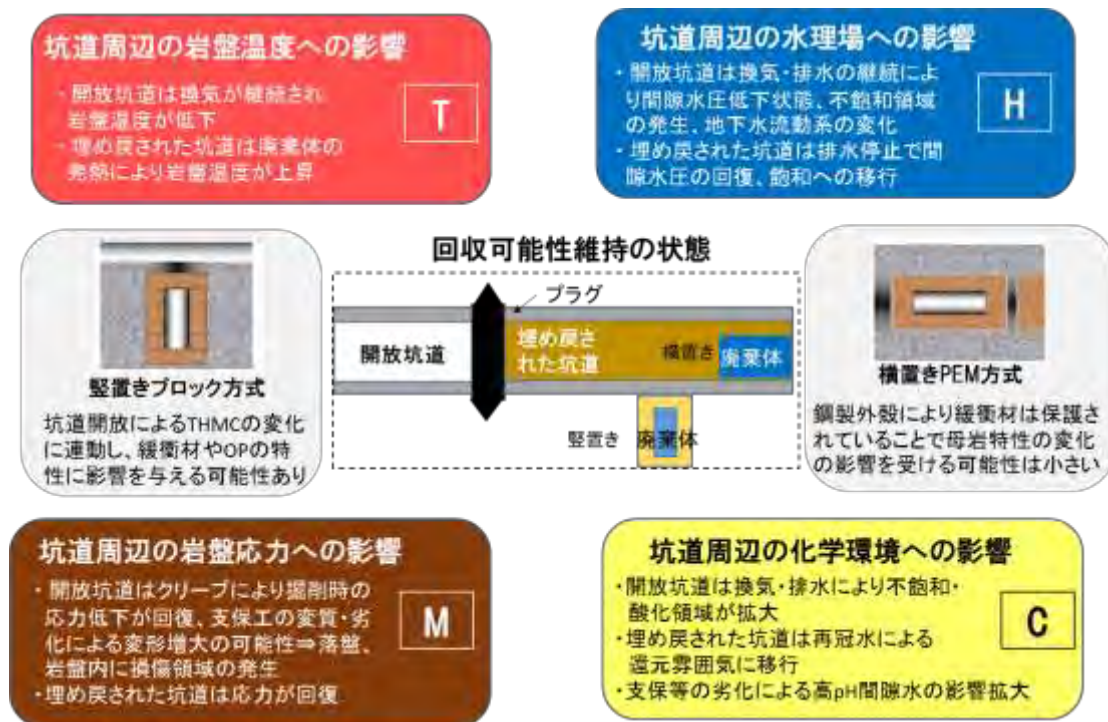 坑道周辺の岩盤温度への影響
・開放坑道は換気が継続され
岩盤温度が低下
・埋め戻された坑道は廃棄体の
発熱により岩盤温度が上昇
T
坑道周辺の水理場への影響
・開放坑道は換気・排水の継続によ
り間隙水圧低下状態、不飽和領域
の発生、地下水流動系の変化
・埋め戻された坑道は排水停止で間
隙水圧の回復、飽和への移行
H
竪置きブロック方式
坑道開放によるTHMCの変化
に連動し、緩衝材やOPの特
性に影響を与える可能性あり
回収可能性維持の状態
プラグ
開放坑道
埋め戻さ
れた坑道
横置き
廃棄体
竪置き
廃棄体
横置きPEM方式
鋼製外殻により緩衝材は保護
されていることで母岩特性の変化
の影響を受ける可能性は小さい
坑道周辺の岩盤応力への影響
・開放坑道はクリープにより掘削時の
応力低下が回復、支保工の変質・劣
化による変形増大の可能性⇒落盤、
岩盤内に損傷領域の発生
・埋め戻された坑道は応力が回復
M
坑道周辺の化学環境への影響
・開放坑道は換気・排水により不飽和・
酸化領域が拡大
・埋め戻された坑道は再冠水による
還元雰囲気に移行
・支保等の劣化による高pH間隙水の影響拡大
C